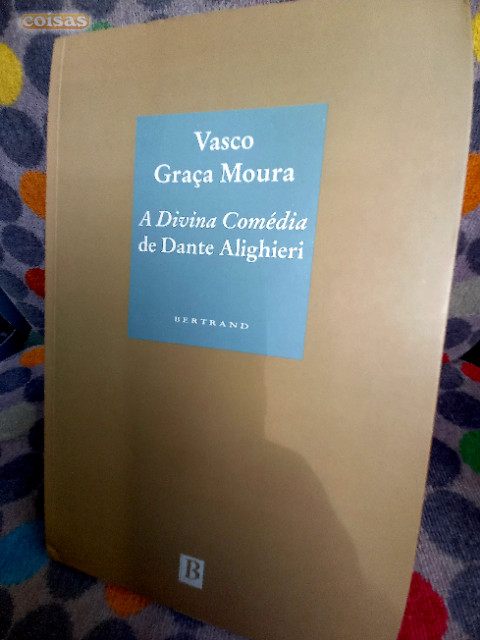 coisas
Vasco
Graça Moura
A Divina Comédia
de Dante Alighieri
BERTRAND
B